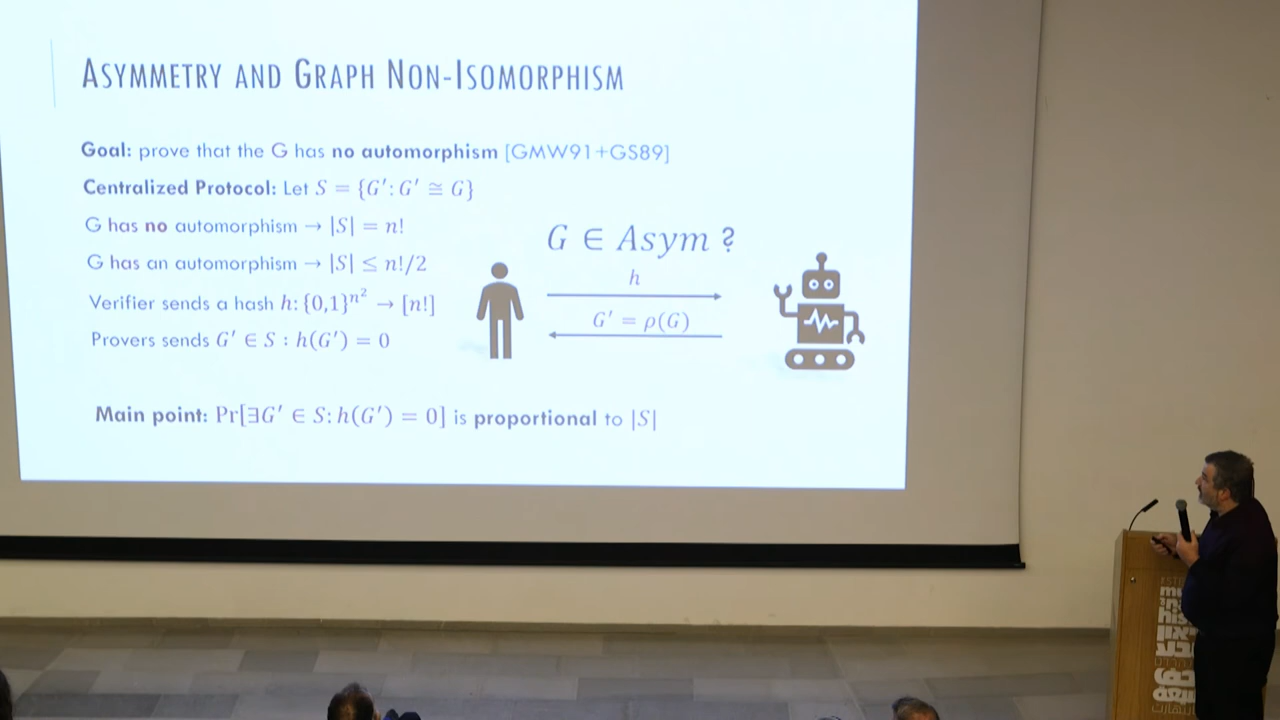 ASYMMETRY AND GRAPH NON-ISOMORPHISM
Goal: prove that the G has no automorphism [GMW91+GS89]
Centralized Protocol: Let S = {G′: G′ ≅ G}
G has no automorphism → |S| = n!
G has an automorphism → |S| ≤ n!/2
Verifier sends a hash h: {0,1}^{n^2} → [n!]
Provers sends G′ ∈ S : h(G′) = 0
G ∈ Asym ?
h
G′ = ρ(G)
Main point: Pr[∃G′ ∈ S: h(G′) = 0] is proportional to |S|